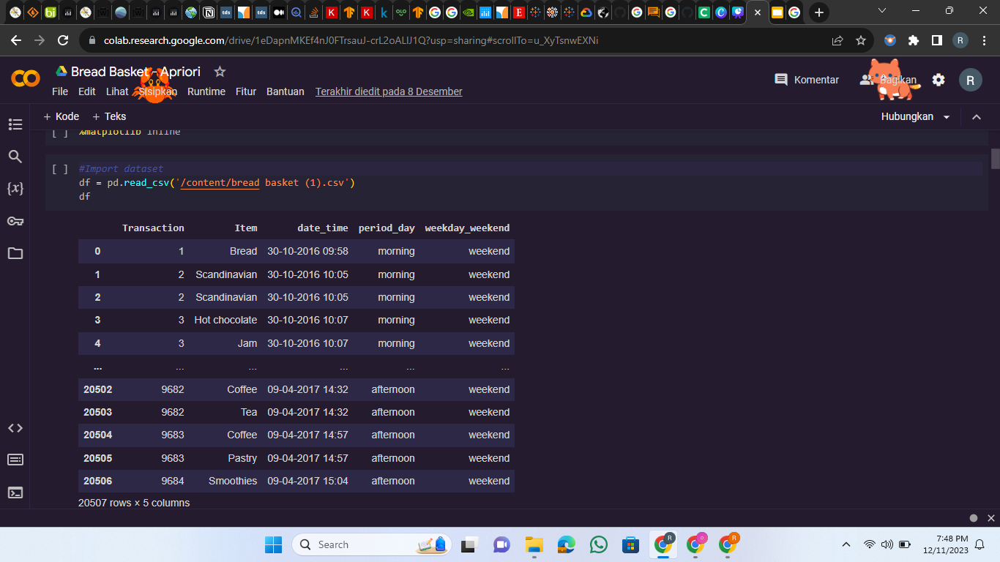 colab.research.google.com/drive/1eDapnMKEf4nJ0FTrsauJ-crL2oALlJ1Q?usp=sharing#scrollTo=u_XyTsnwEXNi
Bread Basket - Apriori
File Edit Lihat Sisipkan Runtime Fitur Bantuan Terakhir diedit pada 8 Desember
Komentar Bagikan R
+ Kode + Teks
Hubungkan
[ ] %matplotlib inline
[ ] #Import dataset
df = pd.read_csv('/content/bread basket (1).csv')
df
Transaction Item date_time period_day weekday_weekend
0 1 Bread 30-10-2016 09:58 morning weekend
1 2 Scandinavian 30-10-2016 10:05 morning weekend
2 2 Scandinavian 30-10-2016 10:05 morning weekend
3 3 Hot chocolate 30-10-2016 10:07 morning weekend
4 3 Jam 30-10-2016 10:07 morning weekend
... ... ... ... ... ...
20502 9682 Coffee 09-04-2017 14:32 afternoon weekend
20503 9682 Tea 09-04-2017 14:32 afternoon weekend
20504 9683 Coffee 09-04-2017 14:57 afternoon weekend
20505 9683 Pastry 09-04-2017 14:57 afternoon weekend
20506 9684 Smoothies 09-04-2017 15:04 afternoon weekend
20507 rows × 5 columns
Search
7:48 PM
12/11/2023